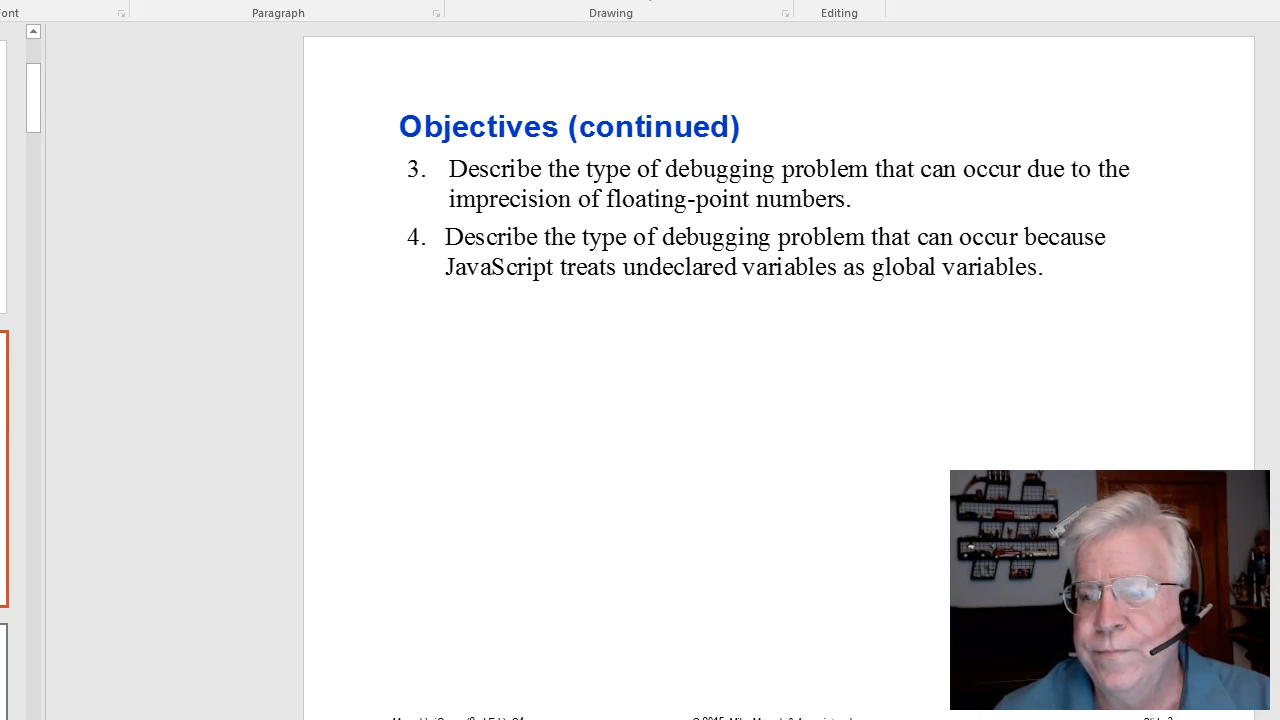 Font
Paragraph
Drawing
Editing
Objectives (continued)
3. Describe the type of debugging problem that can occur due to the
imprecision of floating-point numbers.
4. Describe the type of debugging problem that can occur because
JavaScript treats undeclared variables as global variables.